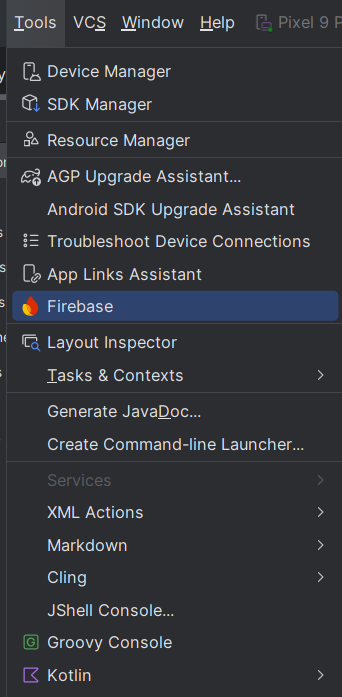 Tools VCS Window Help Pixel 9 P
Device Manager
SDK Manager
Resource Manager
AGP Upgrade Assistant...
Android SDK Upgrade Assistant
Troubleshoot Device Connections
App Links Assistant
Firebase
Layout Inspector
Tasks & Contexts
Generate JavaDoc...
Create Command-line Launcher...
Services
XML Actions
Markdown
Cling
JShell Console...
Groovy Console
Kotlin